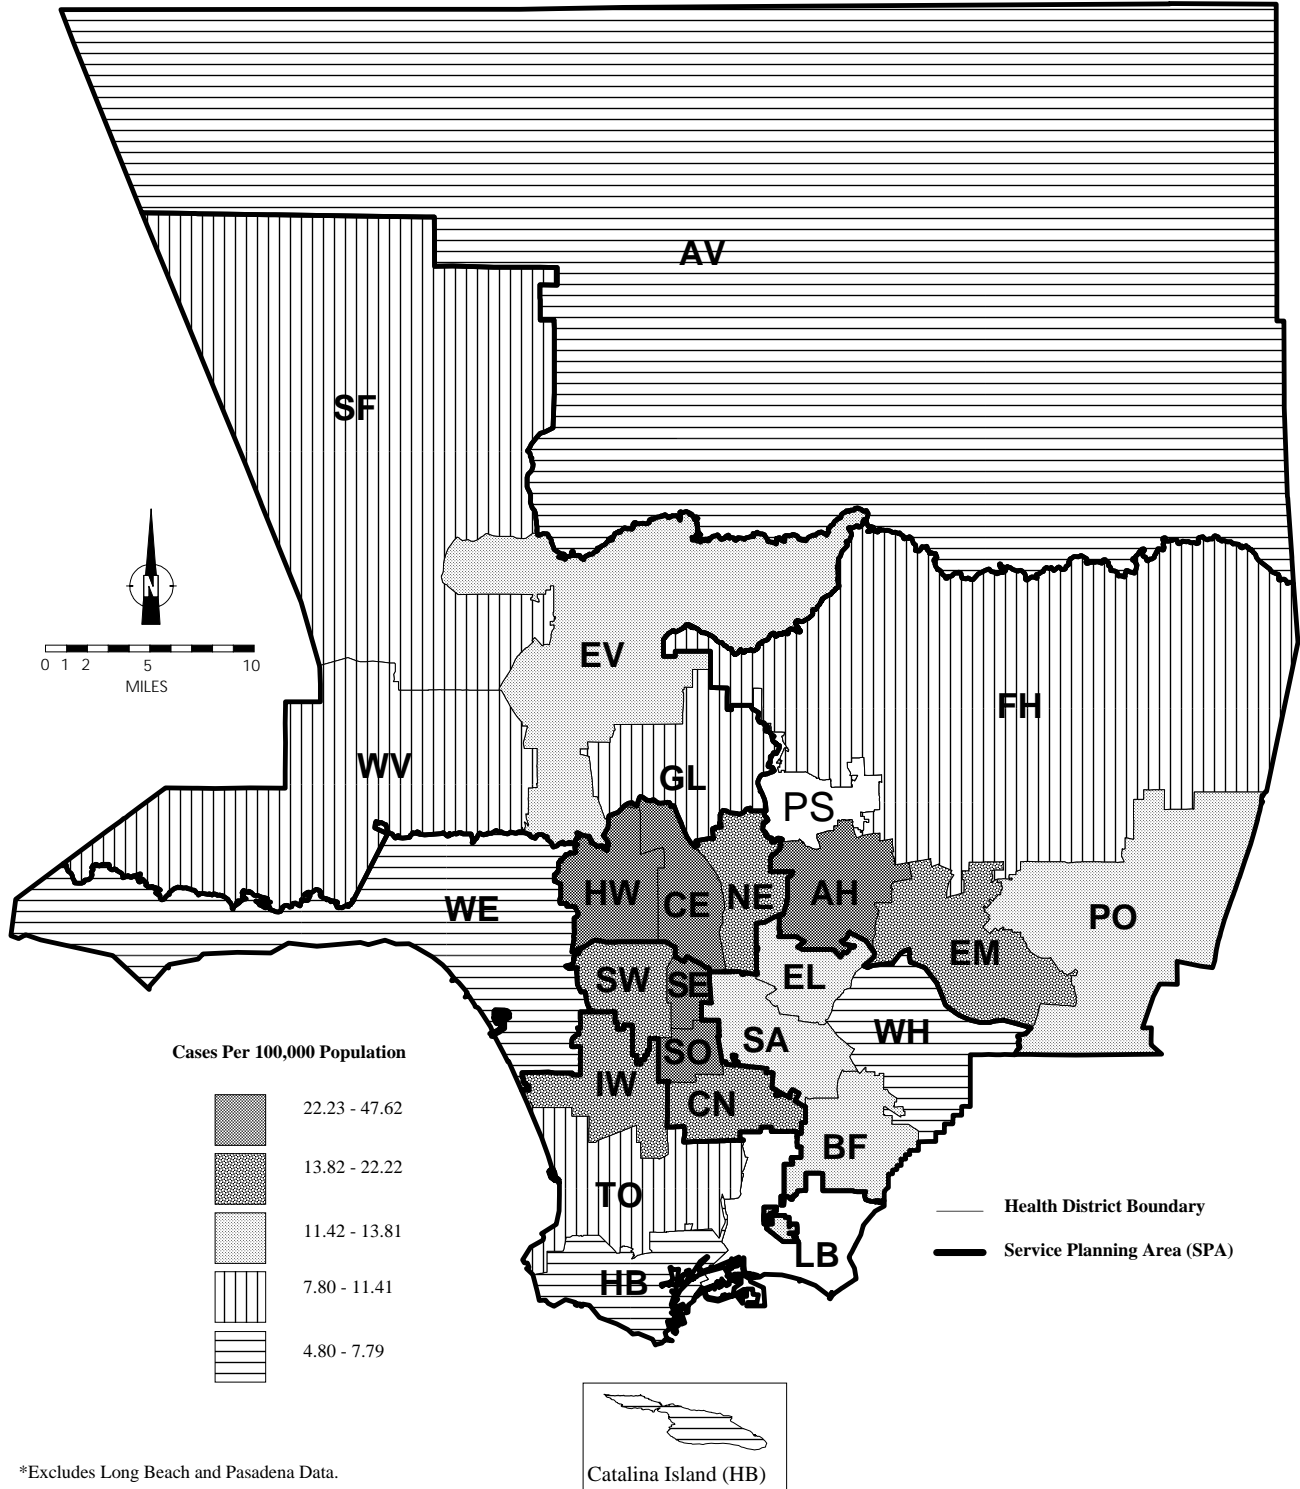 AV
SF
N
0 1 2 5 10
MILES
EV
FH
WV
GL
PS
HW
CE
NE
AH
WE
PO
EM
SW
SE
EL
WH
SA
SO
IW
CN
BF
TO
LB
HB
Cases Per 100,000 Population
22.23 - 47.62
13.82 - 22.22
11.42 - 13.81
7.80 - 11.41
4.80 - 7.79
Health District Boundary
Service Planning Area (SPA)
Catalina Island (HB)
*Excludes Long Beach and Pasadena Data.